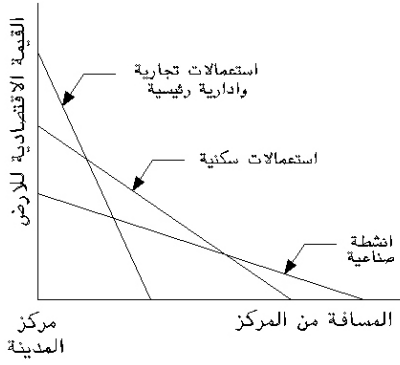 القيمة الاقتصادية للارض
استعمالات تجارية
وادارية رئيسية
استعمالات سكنية
انشطة
صناعية
المسافة من المركز
مركز
المدينة